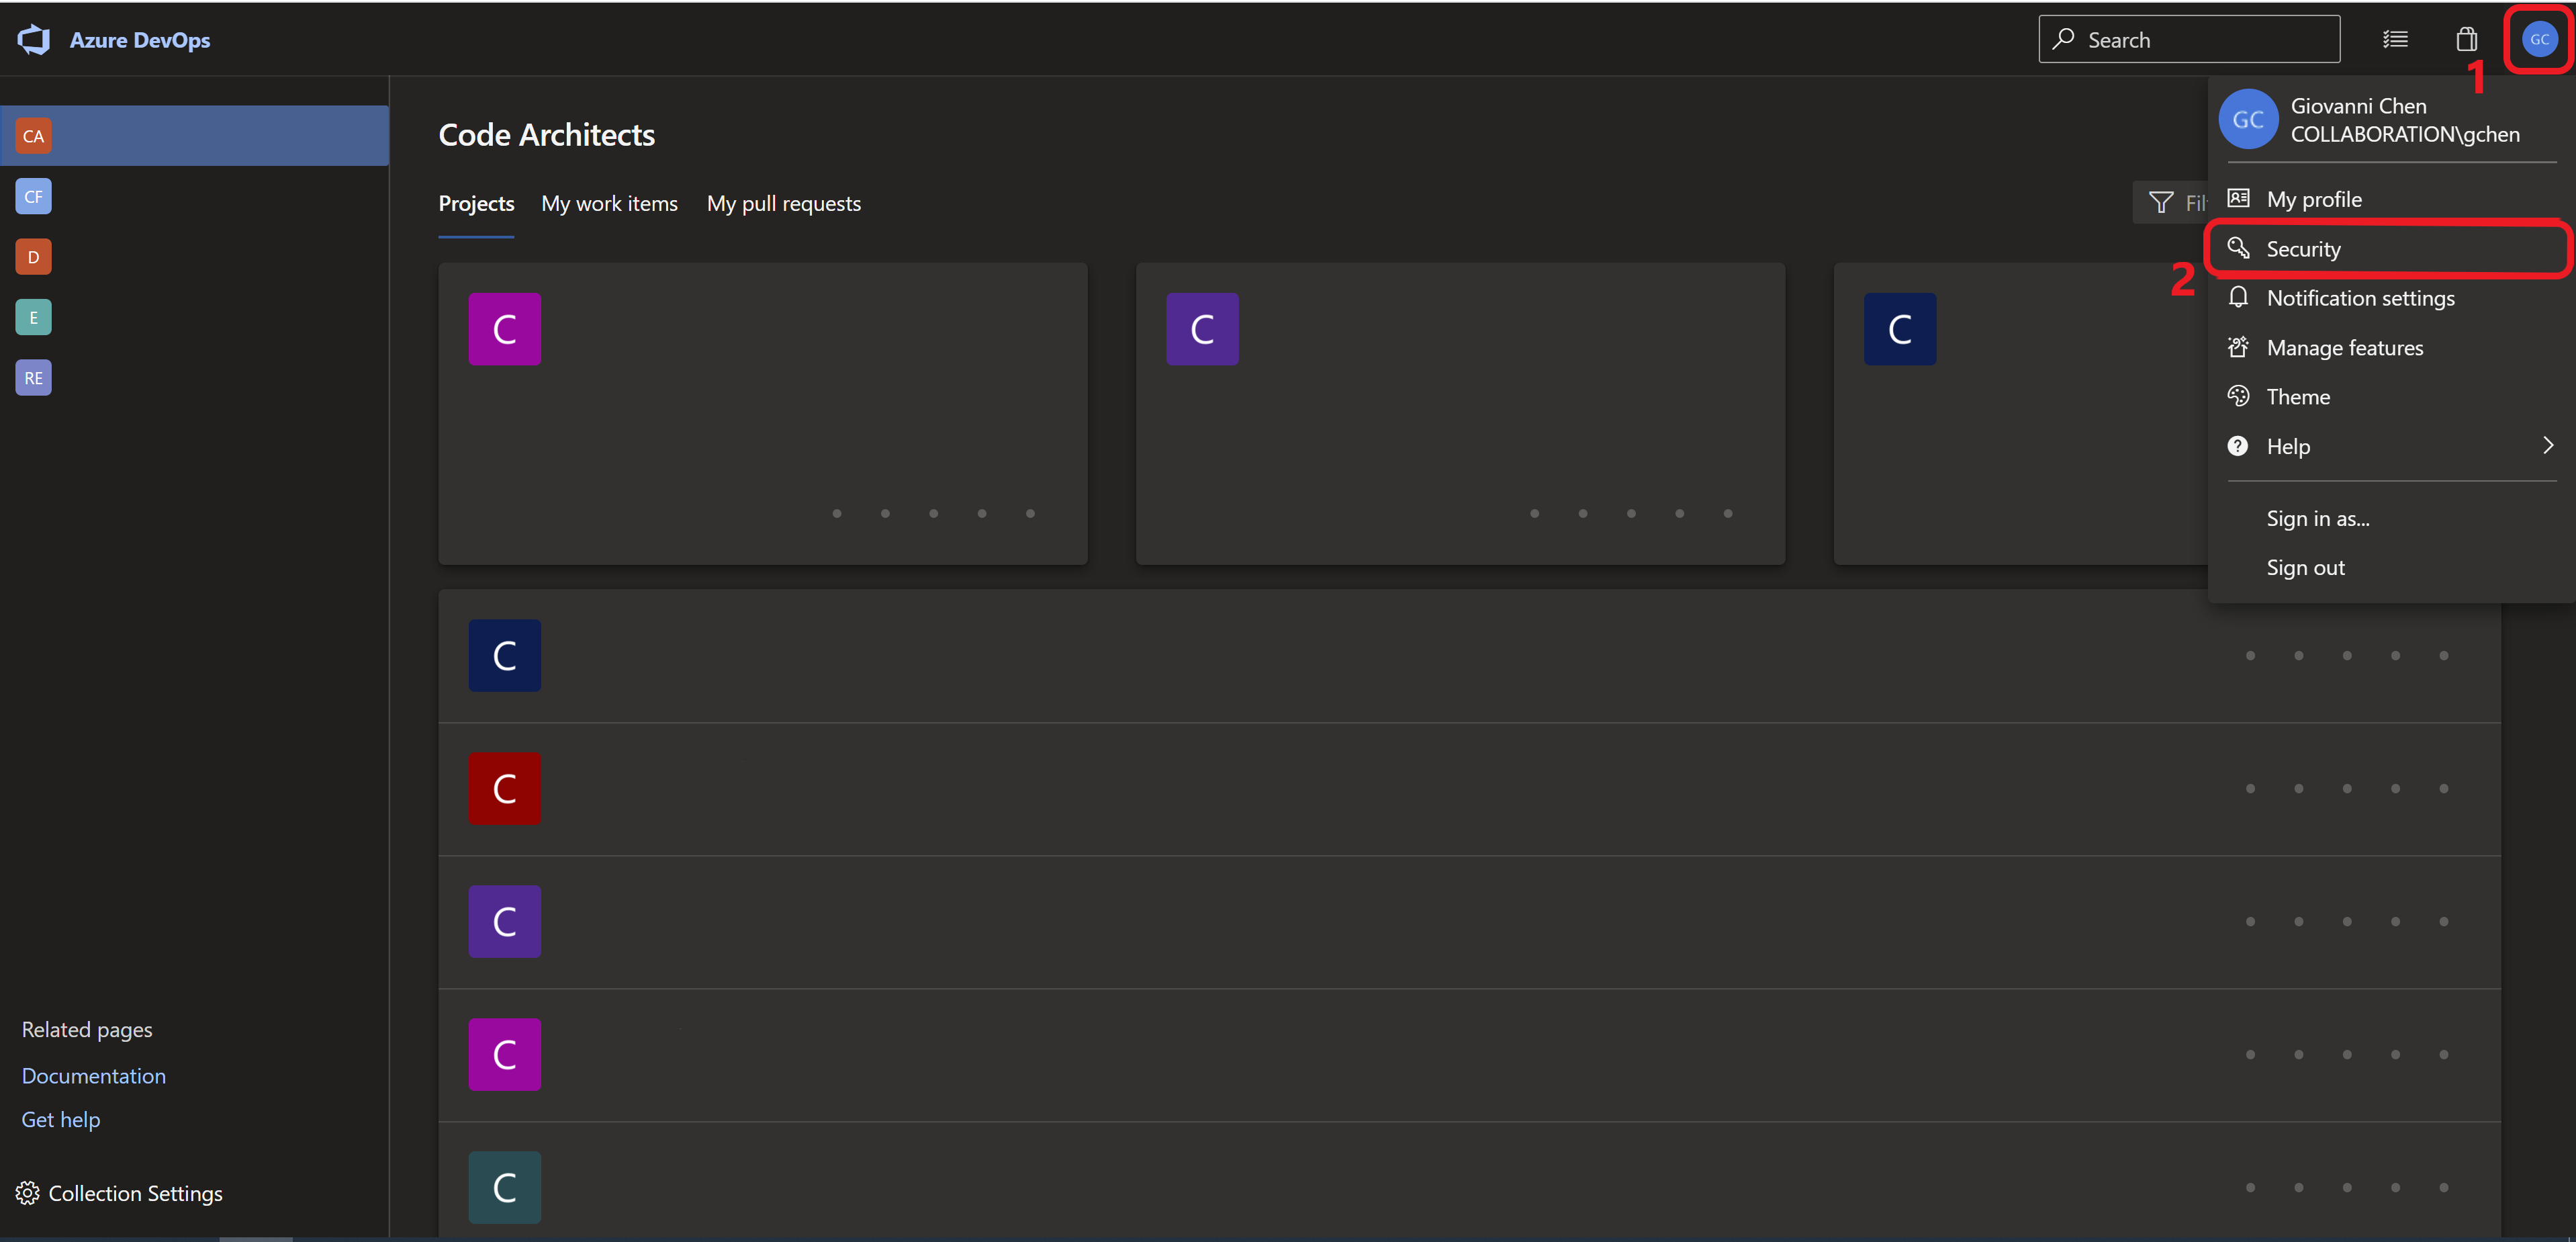 Azure DevOps
Search
GC
1
CA
CF
D
E
RE
Related pages
Documentation
Get help
Collection Settings
Code Architects
Projects
My work items
My pull requests
C
C
C
C
C
C
C
C
GC
Giovanni Chen
COLLABORATION\gchen
My profile
2
Security
Notification settings
Manage features
Theme
Help
Sign in as...
Sign out